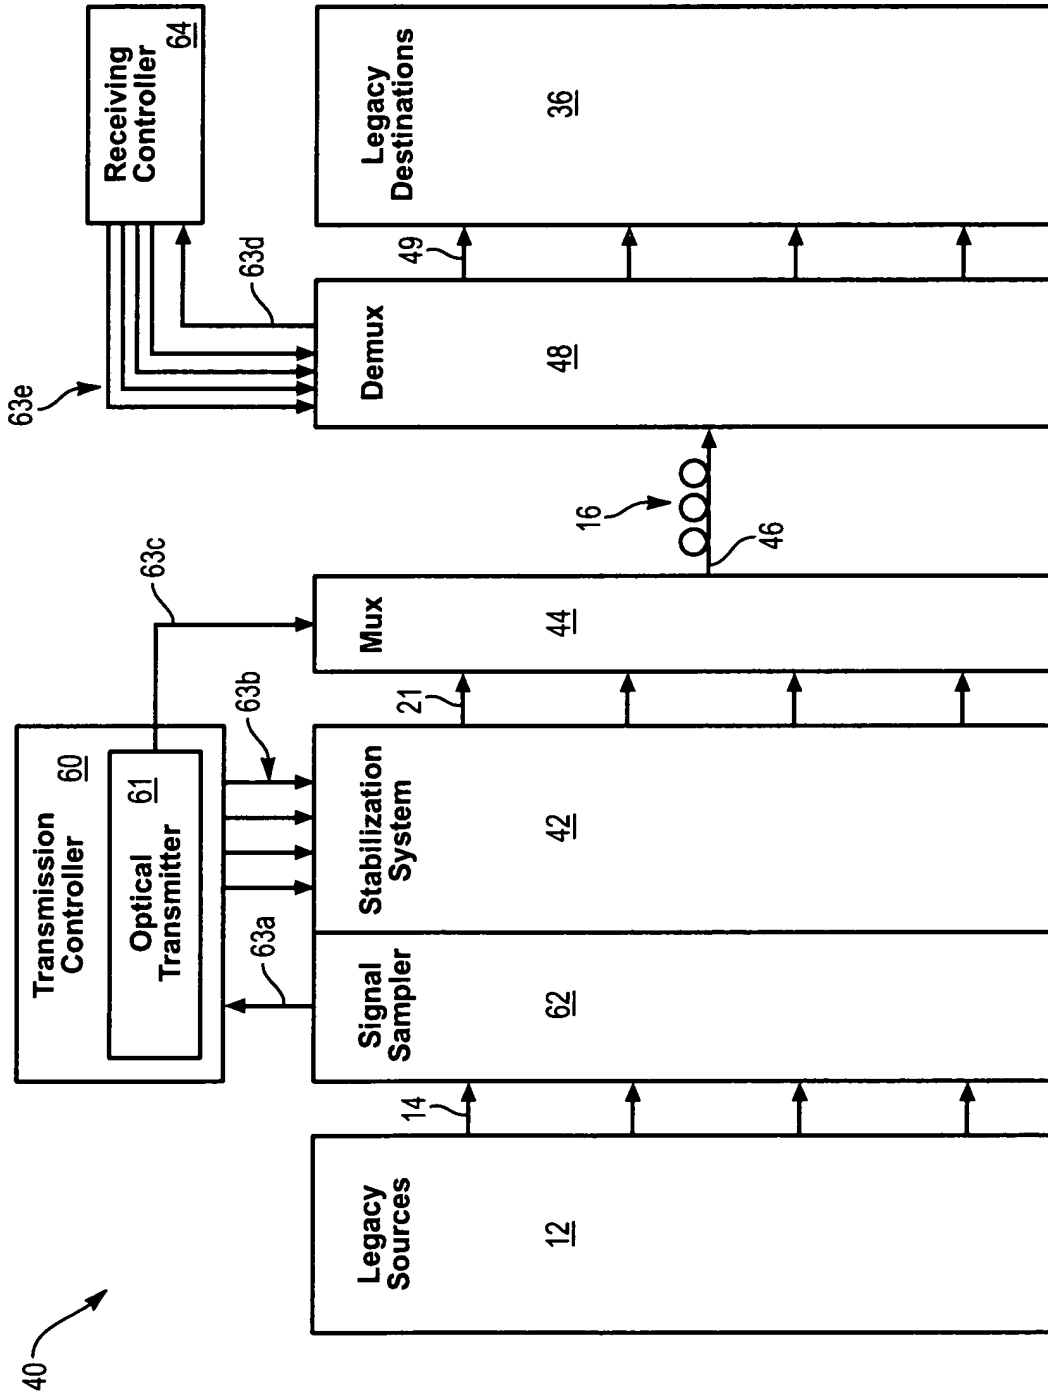 40
Transmission
Controller
60
Optical
Transmitter
61
63a
63b
63c
63e
Receiving
Controller
64
63d
Legacy
Sources
12
14
Signal
Sampler
62
Stabilization
System
42
21
Mux
44
16
46
Demux
48
49
Legacy
Destinations
36